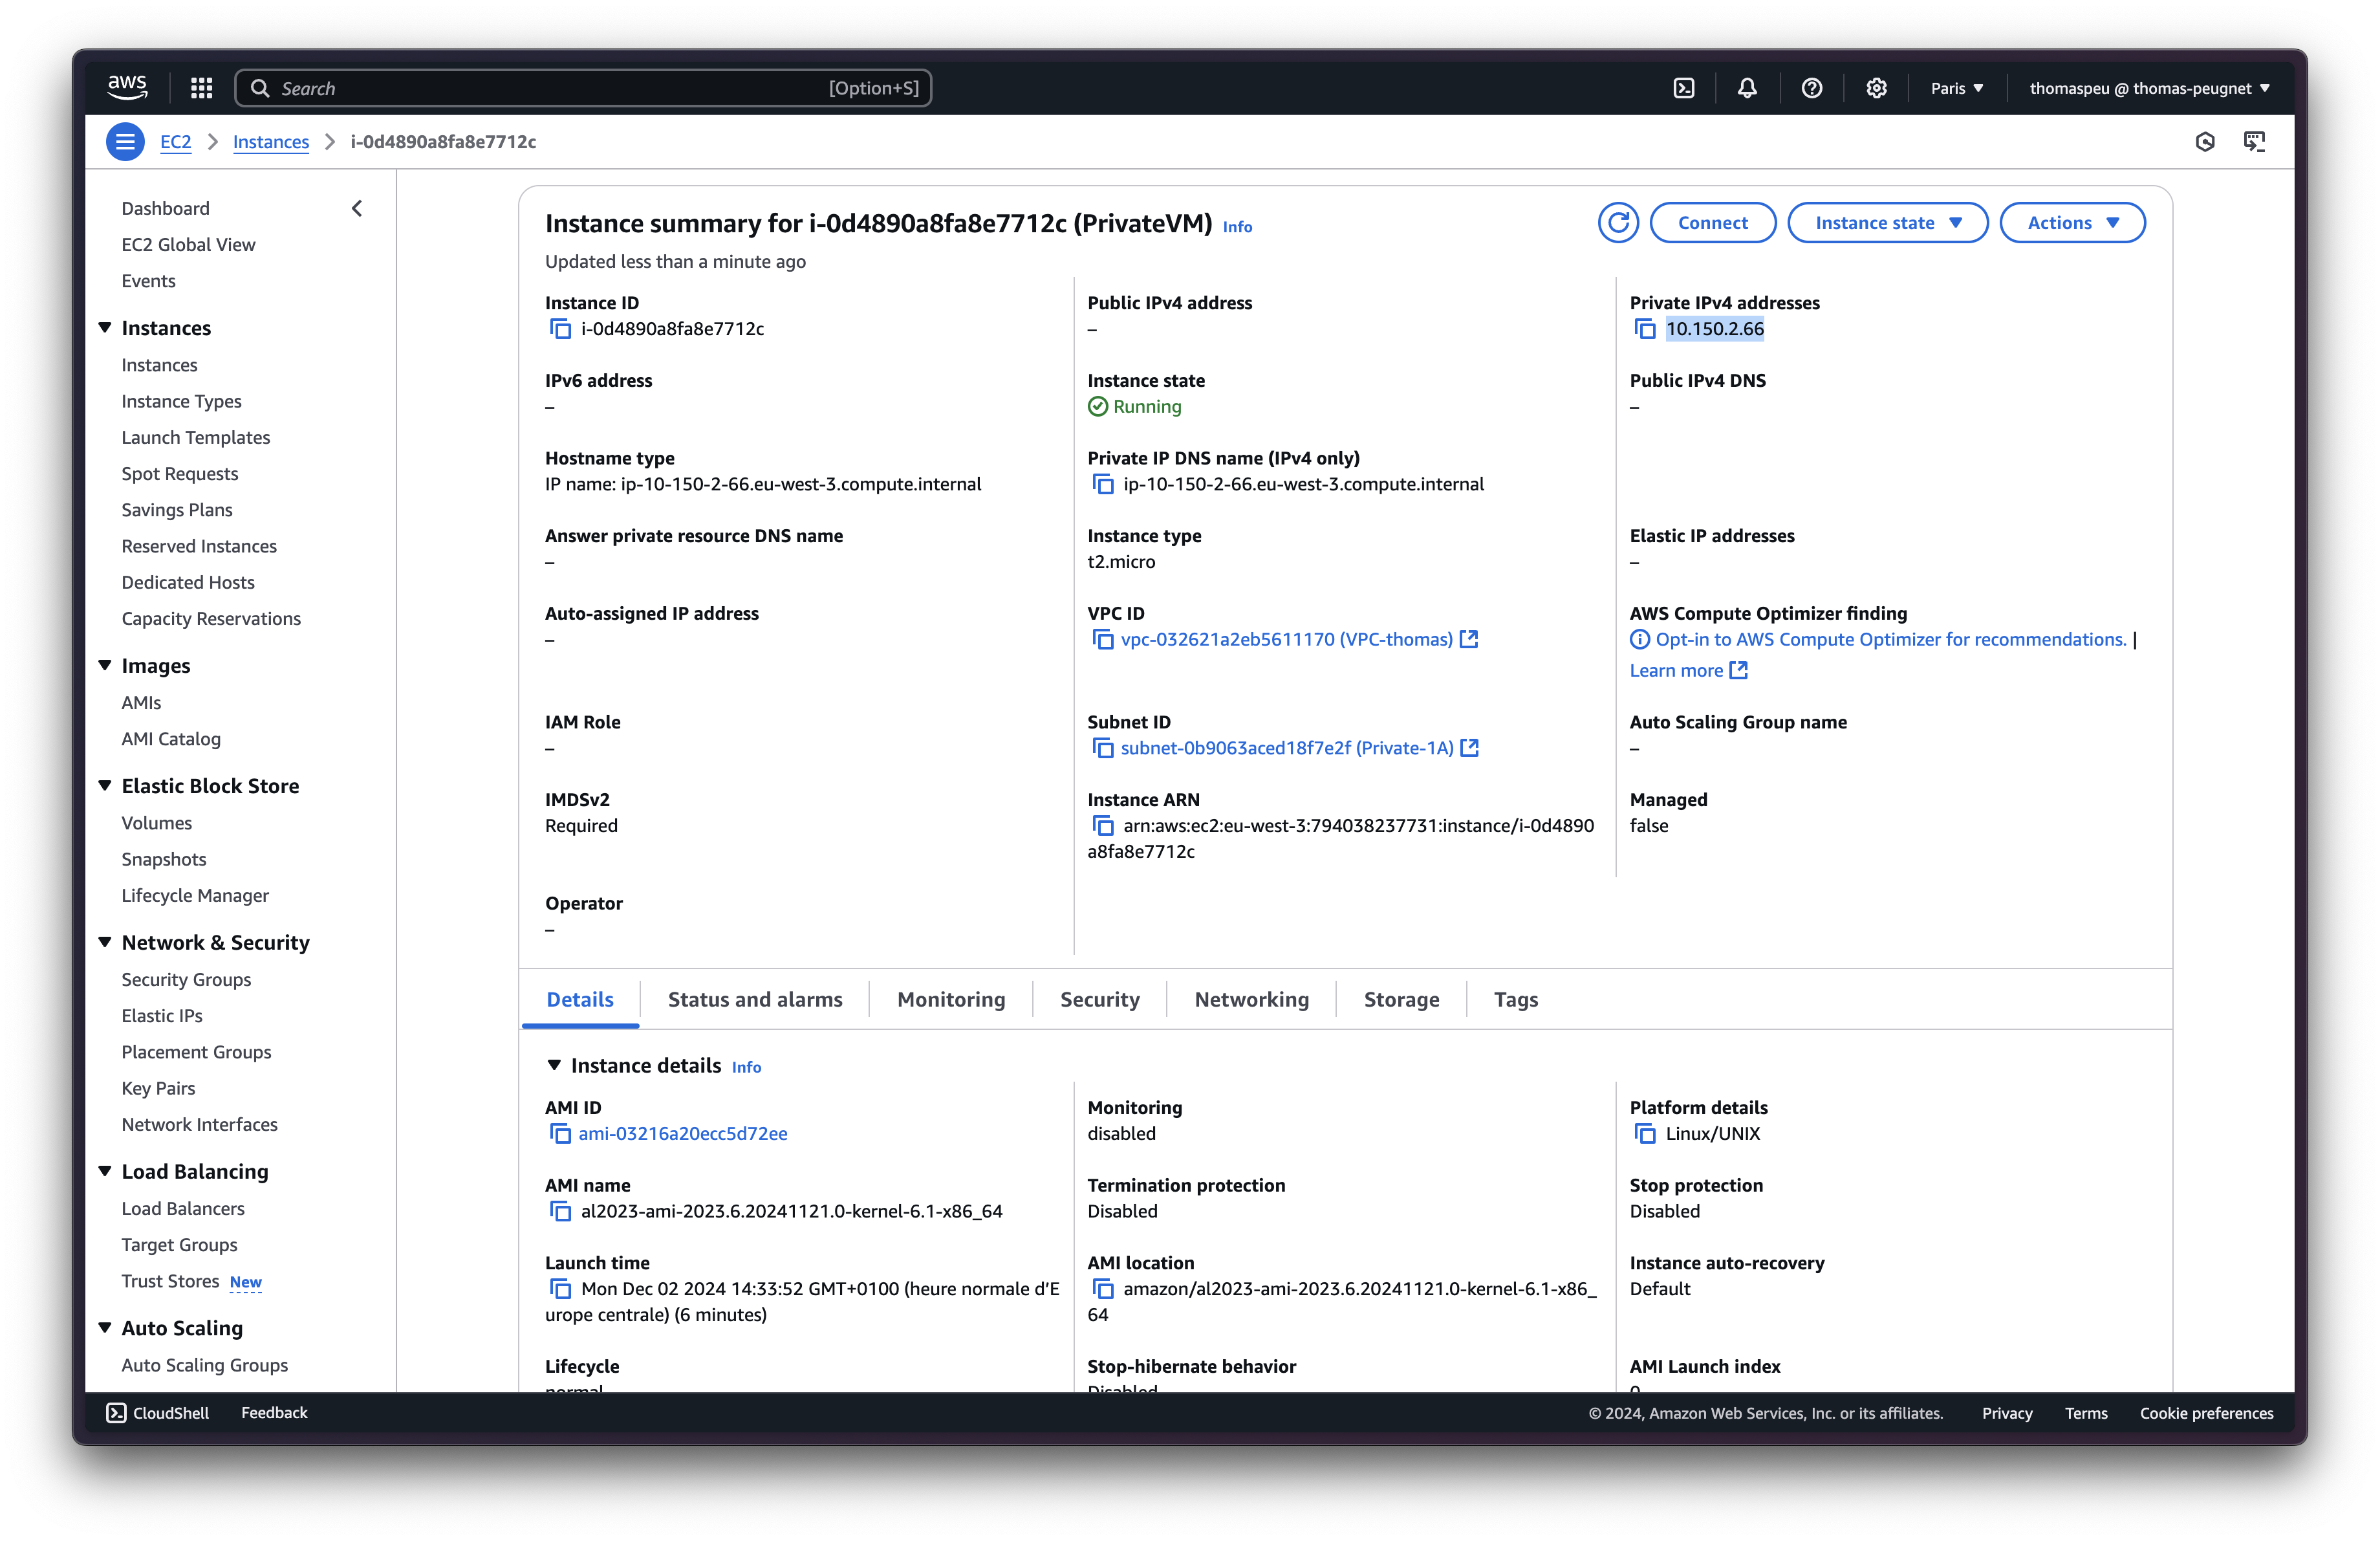 aws
Search
[Option+S]
Paris
thomaspeu @ thomas-peugnet
EC2
Instances
i-0d4890a8fa8e7712c
Dashboard
EC2 Global View
Events
Instances
Instances
Instance Types
Launch Templates
Spot Requests
Savings Plans
Reserved Instances
Dedicated Hosts
Capacity Reservations
Images
AMIs
AMI Catalog
Elastic Block Store
Volumes
Snapshots
Lifecycle Manager
Network & Security
Security Groups
Elastic IPs
Placement Groups
Key Pairs
Network Interfaces
Load Balancing
Load Balancers
Target Groups
Trust Stores New
Auto Scaling
Auto Scaling Groups
Instance summary for i-0d4890a8fa8e7712c (PrivateVM) Info
Connect
Instance state
Actions
Updated less than a minute ago
Instance ID
i-0d4890a8fa8e7712c
Public IPv4 address
–
Private IPv4 addresses
10.150.2.66
IPv6 address
–
Instance state
Running
Public IPv4 DNS
–
Hostname type
IP name: ip-10-150-2-66.eu-west-3.compute.internal
Private IP DNS name (IPv4 only)
ip-10-150-2-66.eu-west-3.compute.internal
Answer private resource DNS name
–
Instance type
t2.micro
Elastic IP addresses
–
Auto-assigned IP address
–
VPC ID
vpc-032621a2eb5611170 (VPC-thomas)
AWS Compute Optimizer finding
Opt-in to AWS Compute Optimizer for recommendations. |
Learn more
IAM Role
–
Subnet ID
subnet-0b9063aced18f7e2f (Private-1A)
Auto Scaling Group name
–
IMDSv2
Required
Instance ARN
arn:aws:ec2:eu-west-3:794038237731:instance/i-0d4890
a8fa8e7712c
Managed
false
Operator
–
Details
Status and alarms
Monitoring
Security
Networking
Storage
Tags
Instance details Info
AMI ID
ami-03216a20ecc5d72ee
Monitoring
disabled
Platform details
Linux/UNIX
AMI name
al2023-ami-2023.6.20241121.0-kernel-6.1-x86_64
Termination protection
Disabled
Stop protection
Disabled
Launch time
Mon Dec 02 2024 14:33:52 GMT+0100 (heure normale d’E
urope centrale) (6 minutes)
AMI location
amazon/al2023-ami-2023.6.20241121.0-kernel-6.1-x86_
64
Instance auto-recovery
Default
Lifecycle
normal
Stop-hibernate behavior
Disabled
AMI Launch index
0
CloudShell
Feedback
© 2024, Amazon Web Services, Inc. or its affiliates.
Privacy
Terms
Cookie preferences